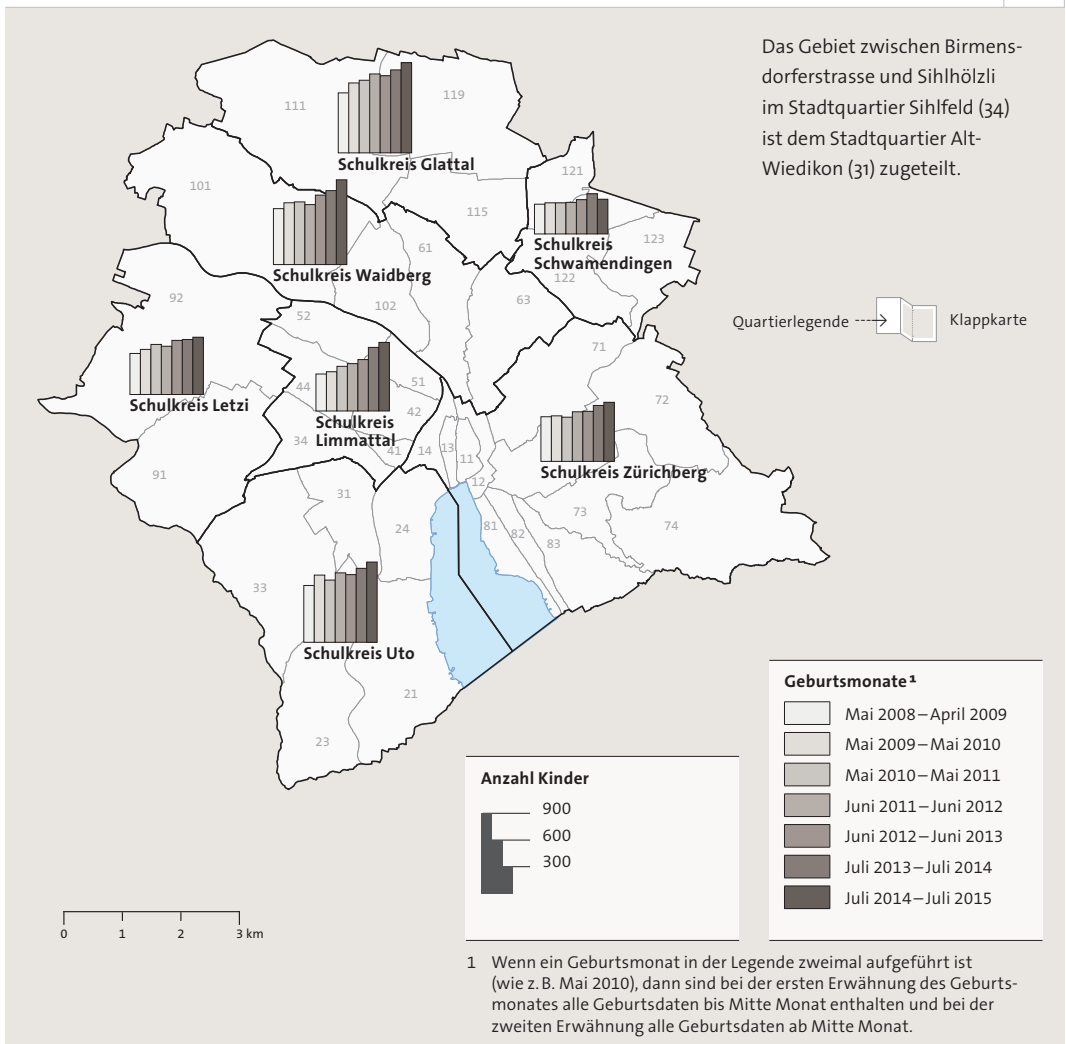 Das Gebiet zwischen Birmens-
dorferstrasse und Sihlhölzli
im Stadtquartier Sihlfeld (34)
ist dem Stadtquartier Alt-
Wiedikon (31) zugeteilt.
111
119
Schulkreis Glattal
101
121
115
123
Schulkreis
Schwamendingen
122
61
Schulkreis Waidberg
102
63
92
52
Quartierlegende
Klappkarte
71
72
Schulkreis Letzi
44
51
42
Schulkreis
Limmattal
34
41
14
13
11
12
Schulkreis Zürichberg
91
31
24
81
82
83
73
74
33
Schulkreis Uto
21
23
Geburtsmonate¹
Mai 2008–April 2009
Mai 2009–Mai 2010
Mai 2010–Mai 2011
Juni 2011–Juni 2012
Juni 2012–Juni 2013
Juli 2013–Juli 2014
Juli 2014–Juli 2015
Anzahl Kinder
900
600
300
0 1 2 3 km
1 Wenn ein Geburtsmonat in der Legende zweimal aufgeführt ist
(wie z. B. Mai 2010), dann sind bei der ersten Erwähnung des Geburts-
monates alle Geburtsdaten bis Mitte Monat enthalten und bei der
zweiten Erwähnung alle Geburtsdaten ab Mitte Monat.